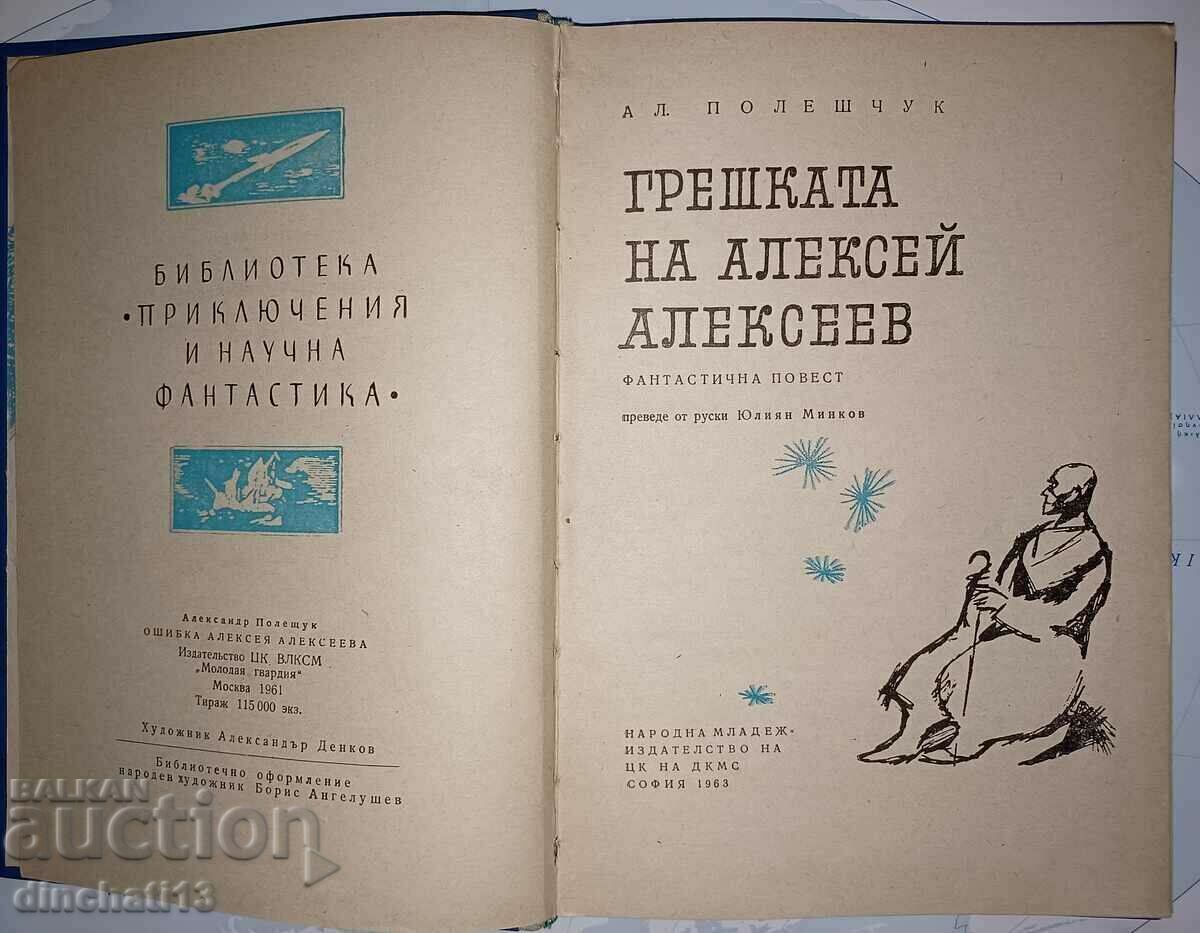 БИБЛИОТЕКА
•ПРИКЛЮЧЕНИЯ
И НАУЧНА
ФАНТАСТИКА•
Александр Полещук
ОШИБКА АЛЕКСЕЯ АЛЕКСЕЕВА
Издательство ЦК ВЛКСМ
„Молодая гвардия“
Москва 1961
Тираж 115 000 экз.
Художник Александър Денков
Библиотечно оформление
народен художник Борис Ангелушев
АЛ. ПОЛЕШЧУК
ГРЕШКАТА
НА АЛЕКСЕЙ
АЛЕКСЕЕВ
ФАНТАСТИЧНА ПОВЕСТ
преведе от руски Юлиян Минков
НАРОДНА МЛАДЕЖ•
ИЗДАТЕЛСТВО НА
ЦК НА ДКМС
СОФИЯ 1963
BALKAN
auction
dinchati13